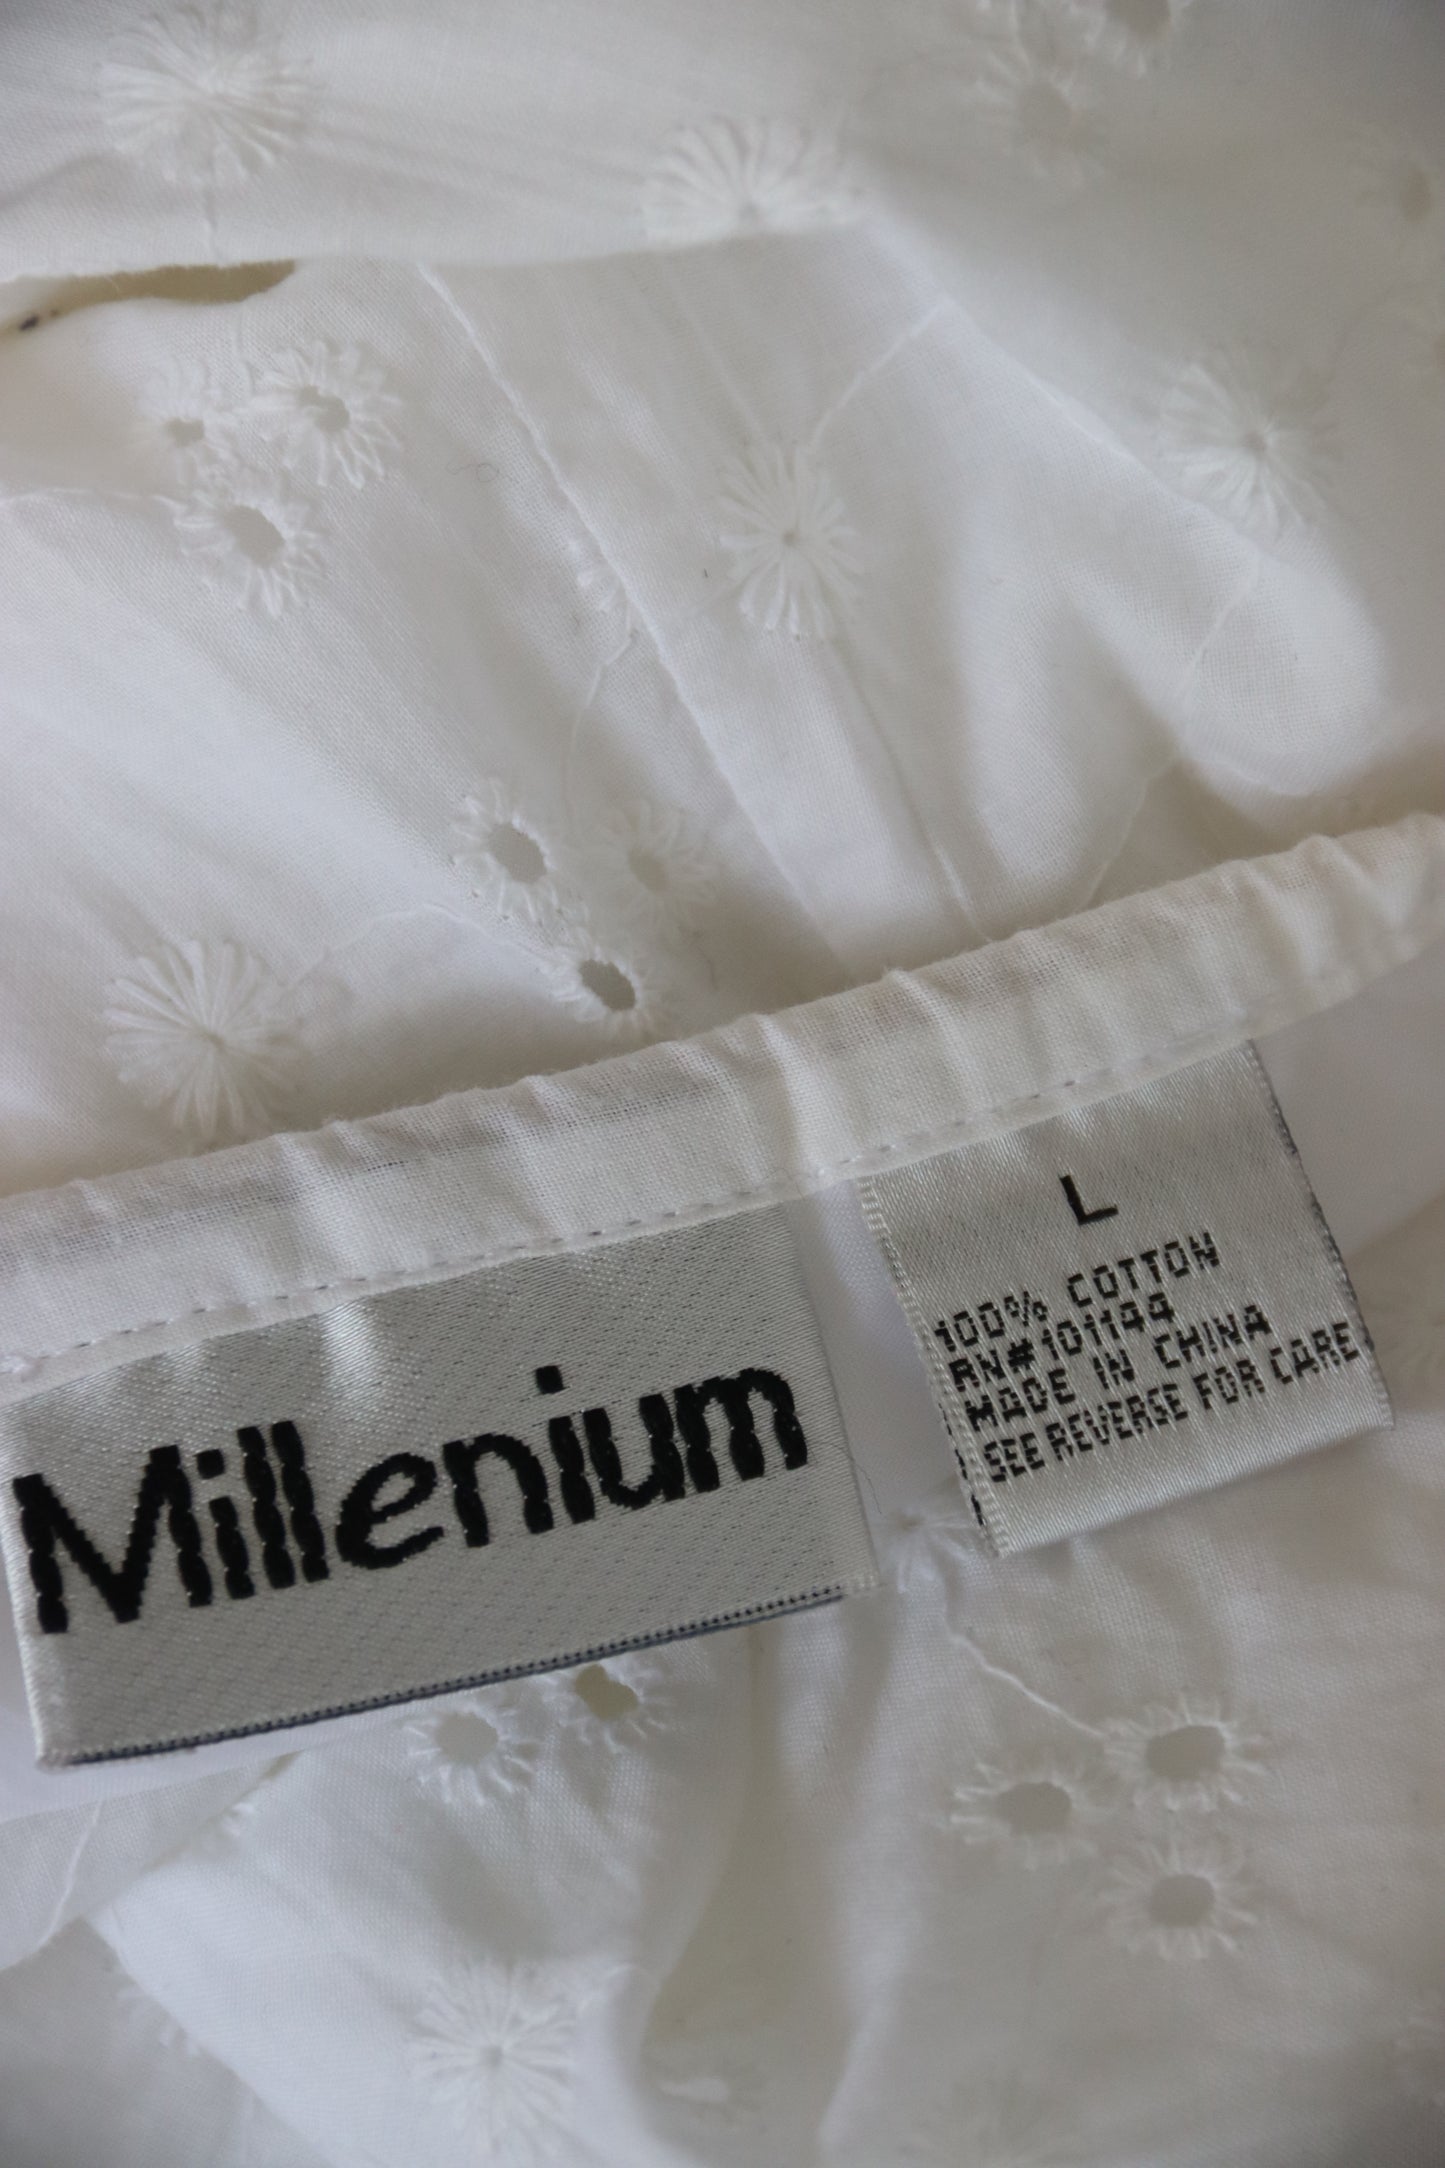 Millenium
L
100% COTTON
RN#101144
MADE IN CHINA
SEE REVERSE FOR CARE